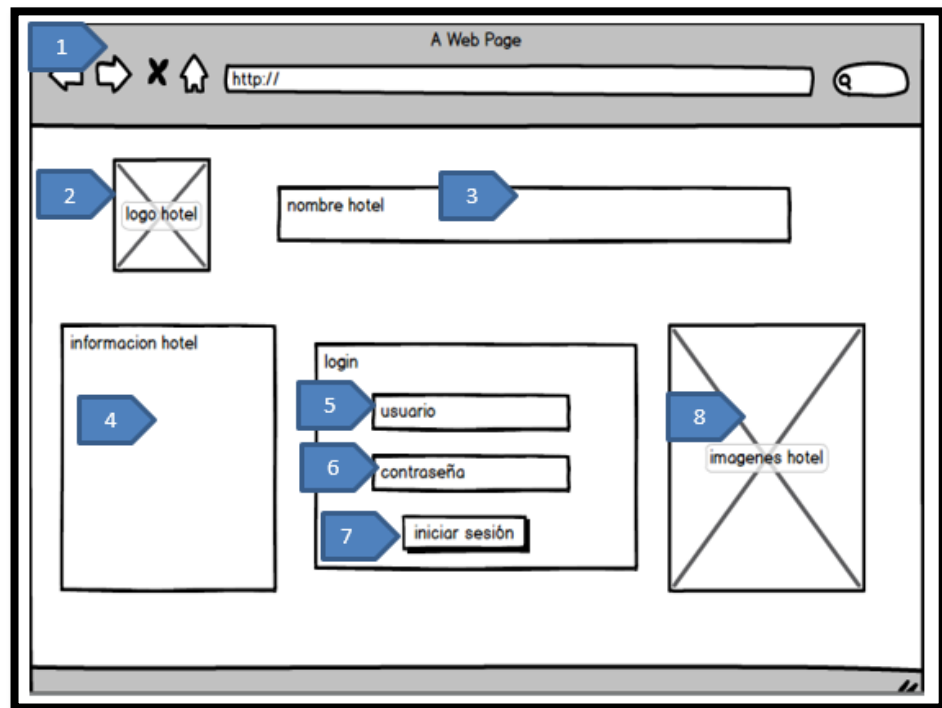 A Web Page
1
http://
2
logo hotel
nombre hotel
3
informacion hotel
4
login
5
usuario
6
contraseña
7
iniciar sesión
8
imagenes hotel